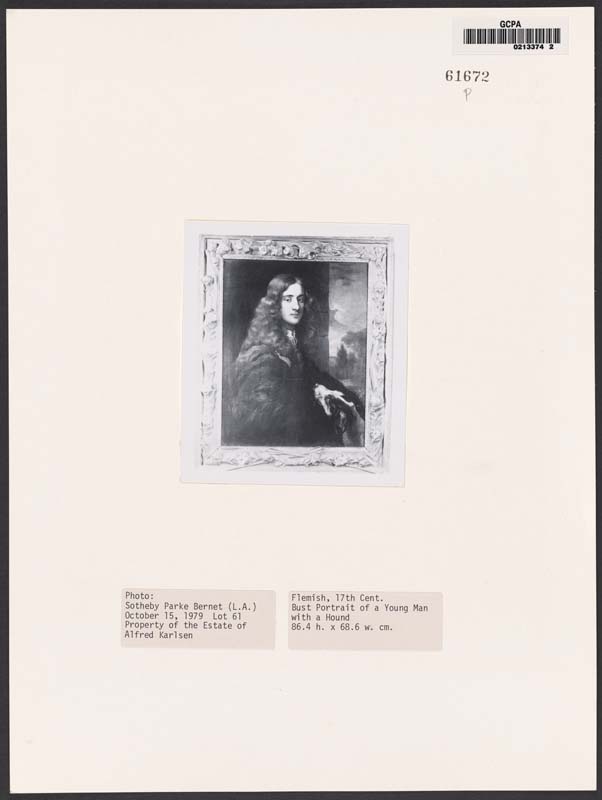 GCPA
0213374 2
61672
P
Photo:
Sotheby Parke Bernet (L.A.)
October 15, 1979  Lot 61
Property of the Estate of
Alfred Karlsen
Flemish, 17th Cent.
Bust Portrait of a Young Man
with a Hound
86.4 h. x 68.6 w. cm.